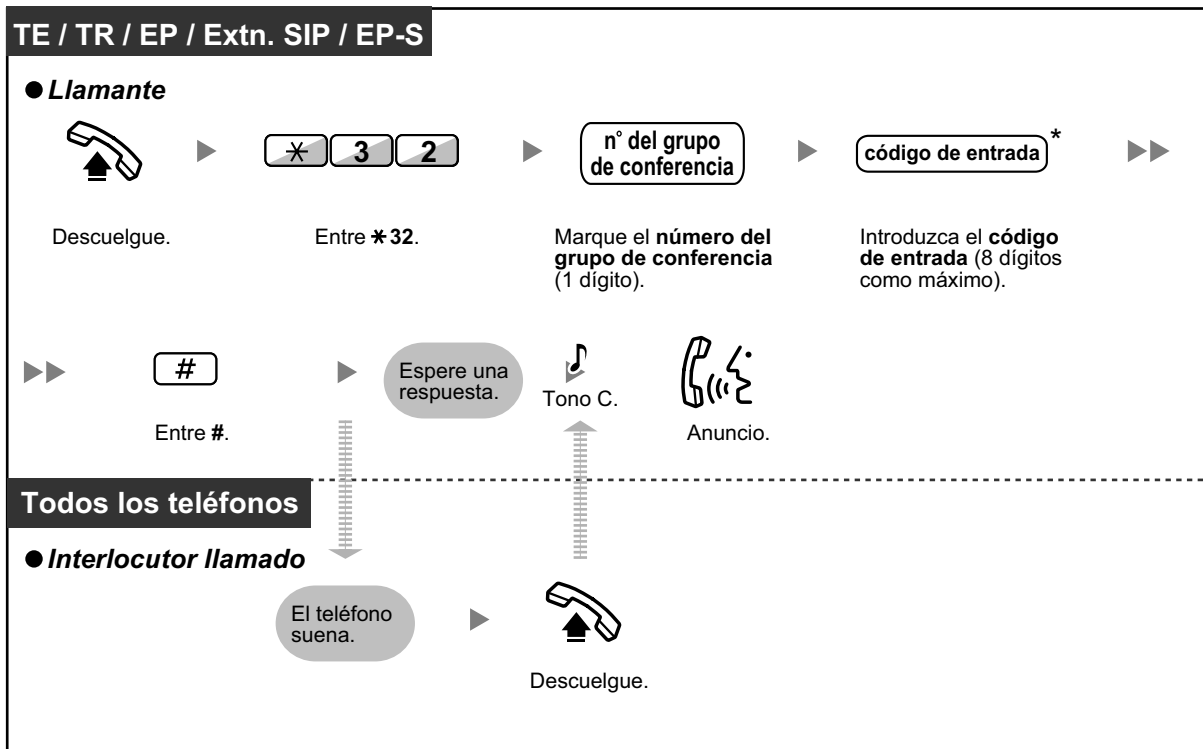 TE / TR / EP / Extn. SIP / EP-S
● Llamante
* 3 2
n° del grupo
de conferencia
código de entrada *
Descuelgue.
Entre *32.
Marque el número del
grupo de conferencia
(1 dígito).
Introduzca el código
de entrada (8 dígitos
como máximo).
#
Espere una
respuesta.
Tono C.
Entre #.
Anuncio.
Todos los teléfonos
● Interlocutor llamado
El teléfono
suena.
Descuelgue.